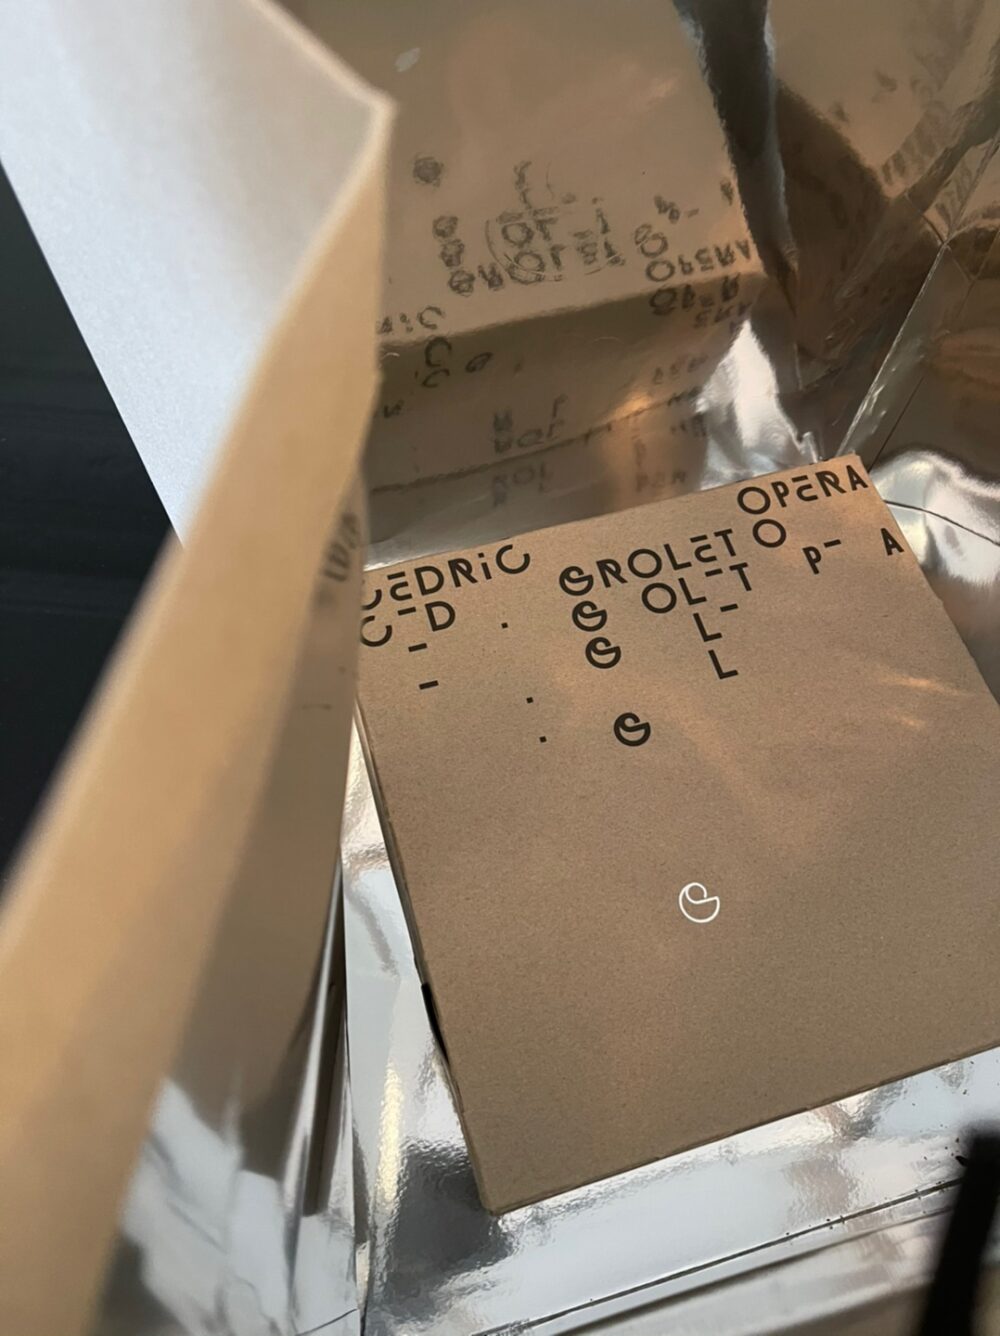 CEDRiC GROLET OPERA
C-D . G OL-T O P- A
- G L-
- . G L
. G
G